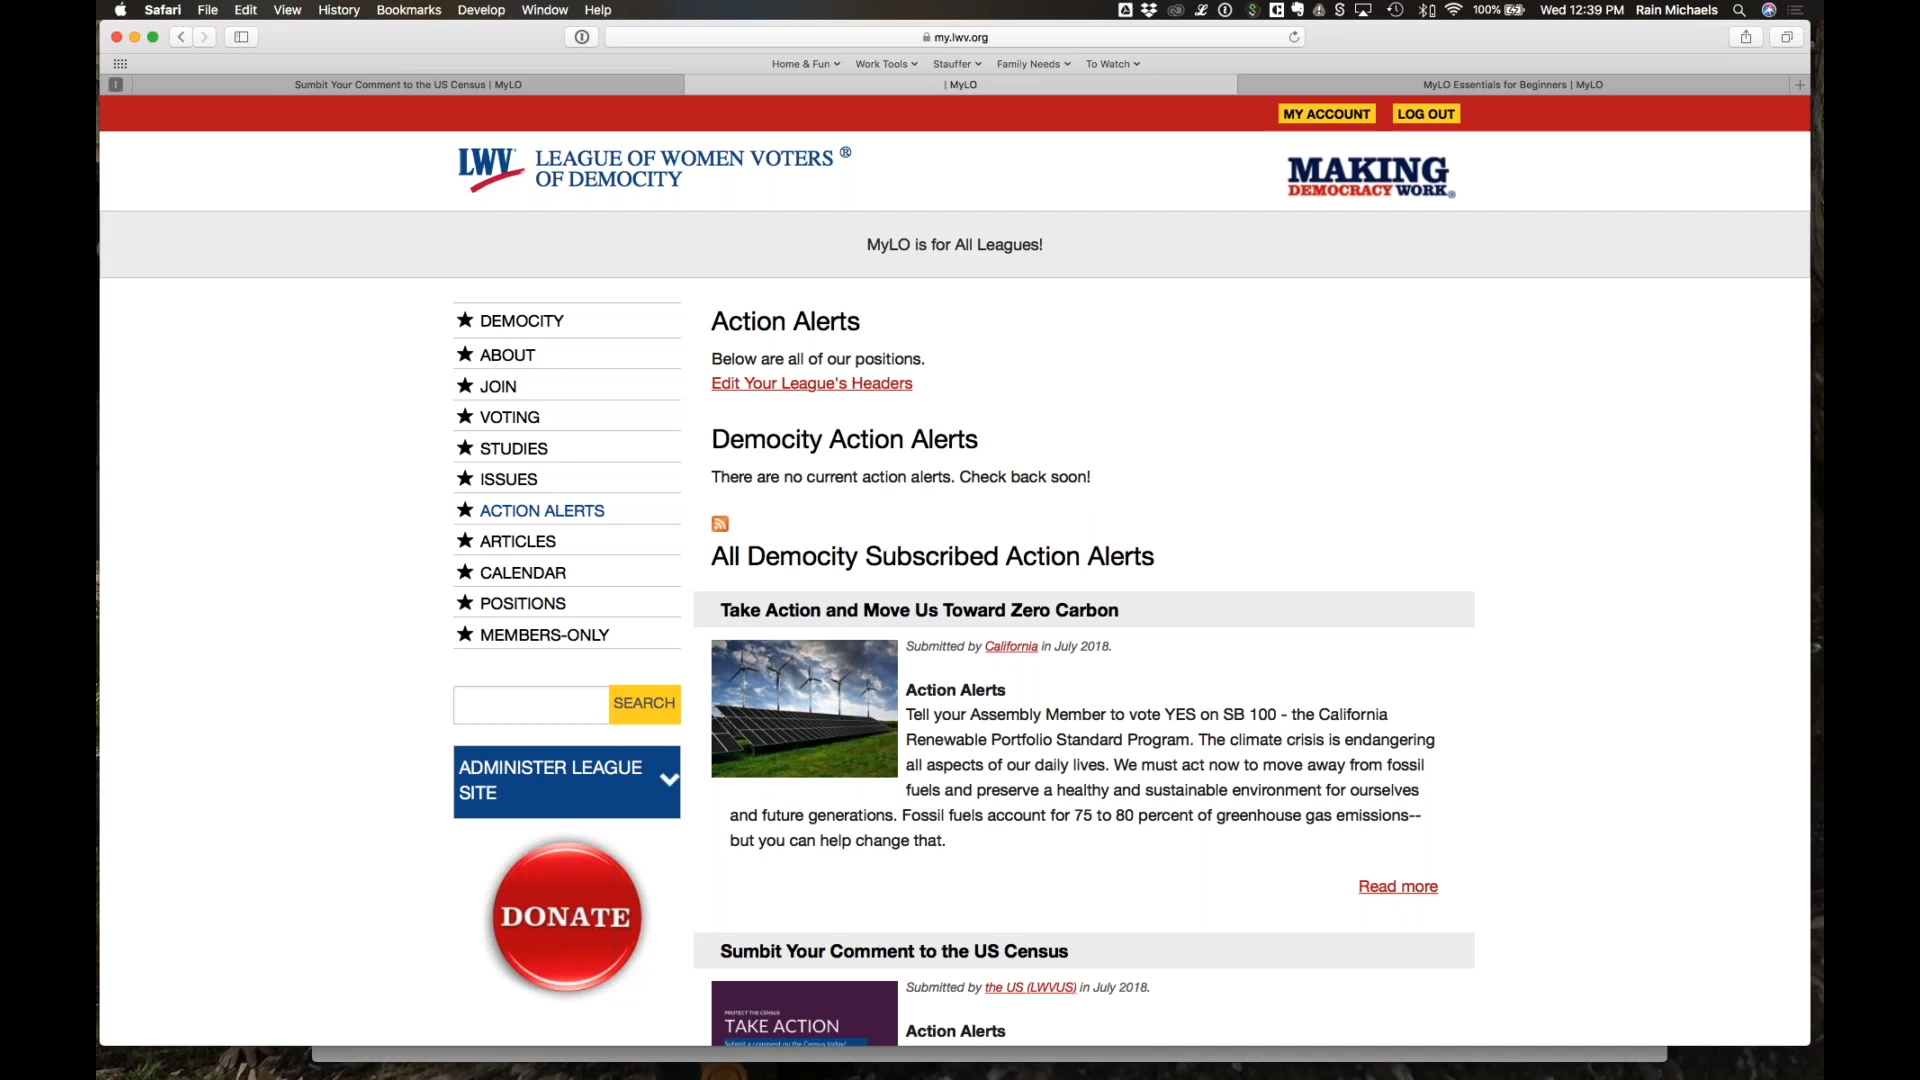 Safari File Edit View History Bookmarks Develop Window Help 100% Wed 12:39 PM Rain Michaels
my.lwv.org
Home & Fun Work Tools Stauffer Family Needs To Watch
Sumbit Your Comment to the US Census | MyLO
| MyLO
MyLO Essentials for Beginners | MyLO
MY ACCOUNT LOG OUT
LWV LEAGUE OF WOMEN VOTERS ®
OF DEMOCITY
MAKING
DEMOCRACY WORK®
MyLO is for All Leagues!
★ DEMOCITY
★ ABOUT
★ JOIN
★ VOTING
★ STUDIES
★ ISSUES
★ ACTION ALERTS
★ ARTICLES
★ CALENDAR
★ POSITIONS
★ MEMBERS-ONLY
SEARCH
ADMINISTER LEAGUE
SITE
DONATE
Action Alerts
Below are all of our positions.
Edit Your League's Headers
Democity Action Alerts
There are no current action alerts. Check back soon!
All Democity Subscribed Action Alerts
Take Action and Move Us Toward Zero Carbon
Submitted by California in July 2018.
Action Alerts
Tell your Assembly Member to vote YES on SB 100 - the California
Renewable Portfolio Standard Program. The climate crisis is endangering
all aspects of our daily lives. We must act now to move away from fossil
fuels and preserve a healthy and sustainable environment for ourselves
and future generations. Fossil fuels account for 75 to 80 percent of greenhouse gas emissions--
but you can help change that.
Read more
Sumbit Your Comment to the US Census
Submitted by the US (LWVUS) in July 2018.
PROTECT THE CENSUS
TAKE ACTION
Submit a comment on the Census today!
Action Alerts